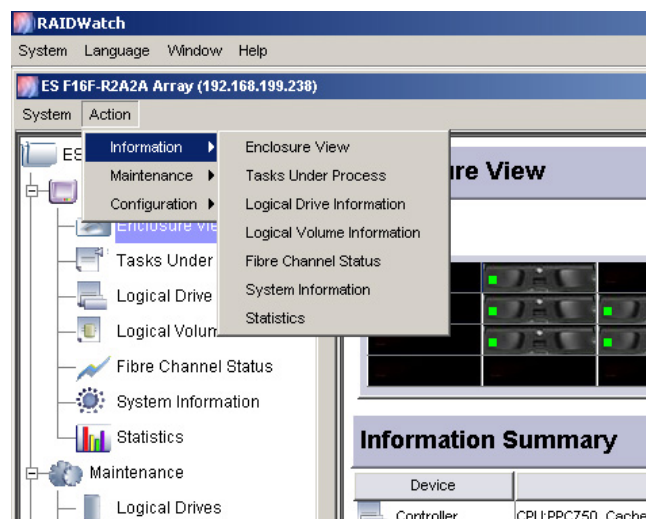 RAIDWatch
System Language Window Help
ES F16F-R2A2A Array (192.168.199.238)
System Action
ES
Information
Maintenance
Configuration
Enclosure View
Tasks Under Process
Logical Drive Information
Logical Volume Information
Fibre Channel Status
System Information
Statistics
View
Enclosure Vie
Tasks Under
Logical Drive
Logical Volum
Fibre Channel Status
System Information
Statistics
Maintenance
Logical Drives
Information Summary
Device
Controller CPU:PPC750 Cache